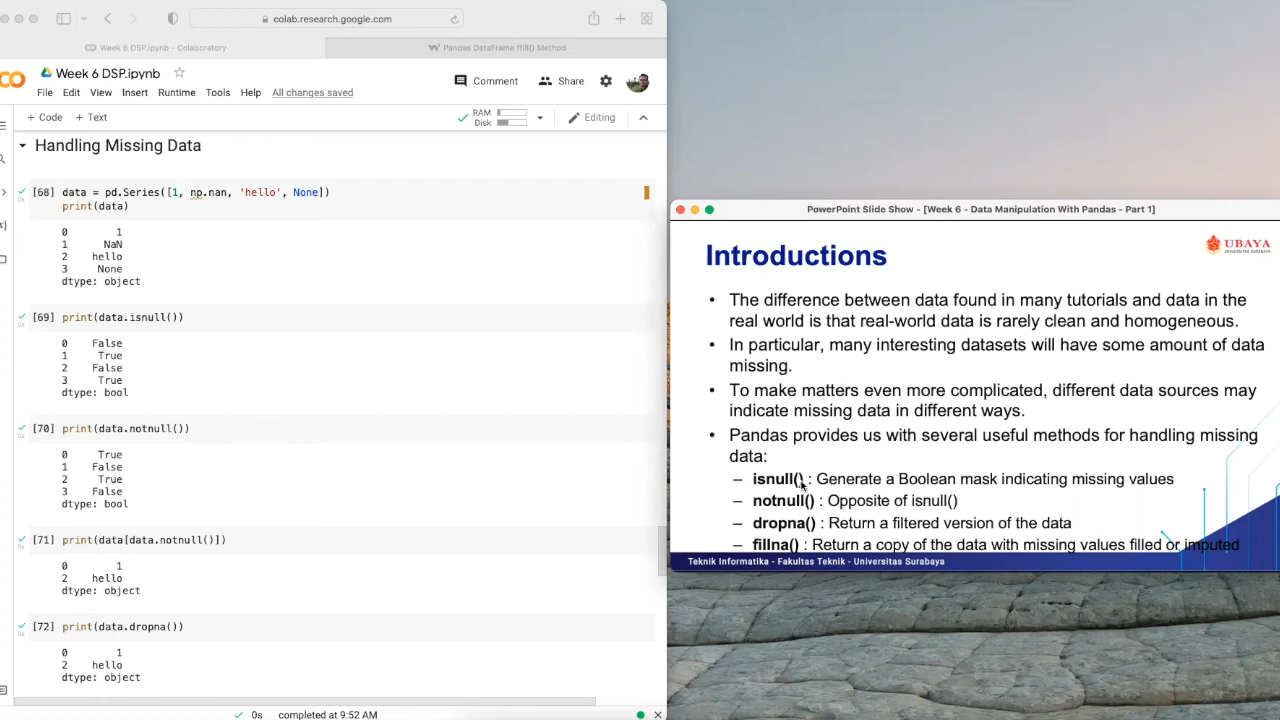 colab.research.google.com
Week 6 DSP.ipynb - Colaboratory
Pandas DataFrame ffill() Method
Week 6 DSP.ipynb
Comment
Share
File Edit View Insert Runtime Tools Help All changes saved
+ Code + Text
RAM
Disk
Editing
Handling Missing Data
[68] data = pd.Series([1, np.nan, 'hello', None])
print(data)
0 1
1 NaN
2 hello
3 None
dtype: object
[69] print(data.isnull())
0 False
1 True
2 False
3 True
dtype: bool
[70] print(data.notnull())
0 True
1 False
2 True
3 False
dtype: bool
[71] print(data[data.notnull()])
0 1
2 hello
dtype: object
[72] print(data.dropna())
0 1
2 hello
dtype: object
0s completed at 9:52 AM
PowerPoint Slide Show - [Week 6 - Data Manipulation With Pandas - Part 1]
UBAYA
UNIVERSITAS SURABAYA
Introductions
• The difference between data found in many tutorials and data in the
real world is that real-world data is rarely clean and homogeneous.
• In particular, many interesting datasets will have some amount of data
missing.
• To make matters even more complicated, different data sources may
indicate missing data in different ways.
• Pandas provides us with several useful methods for handling missing
data:
– isnull() : Generate a Boolean mask indicating missing values
– notnull() : Opposite of isnull()
– dropna() : Return a filtered version of the data
– fillna() : Return a copy of the data with missing values filled or imputed
Teknik Informatika - Fakultas Teknik - Universitas Surabaya